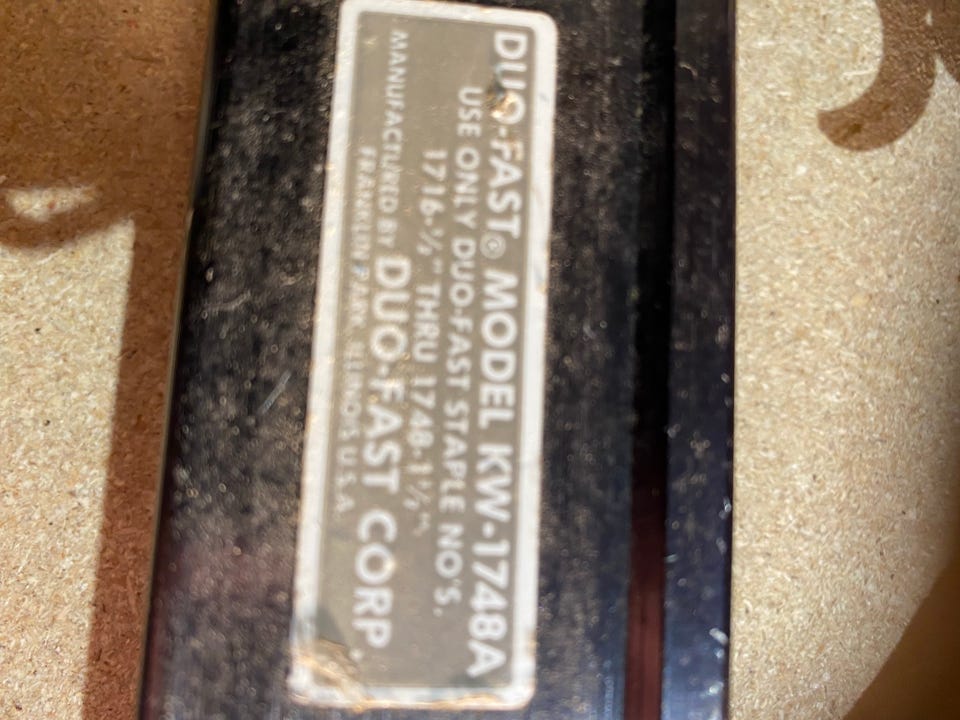 DUO-FAST® MODEL KW-1748A
USE ONLY DUO-FAST STAPLE NO'S.
1716-½" THRU 1748-1½".
MANUFACTURED BY DUO-FAST CORP.
FRANKLIN PARK, ILLINOIS U.S.A.